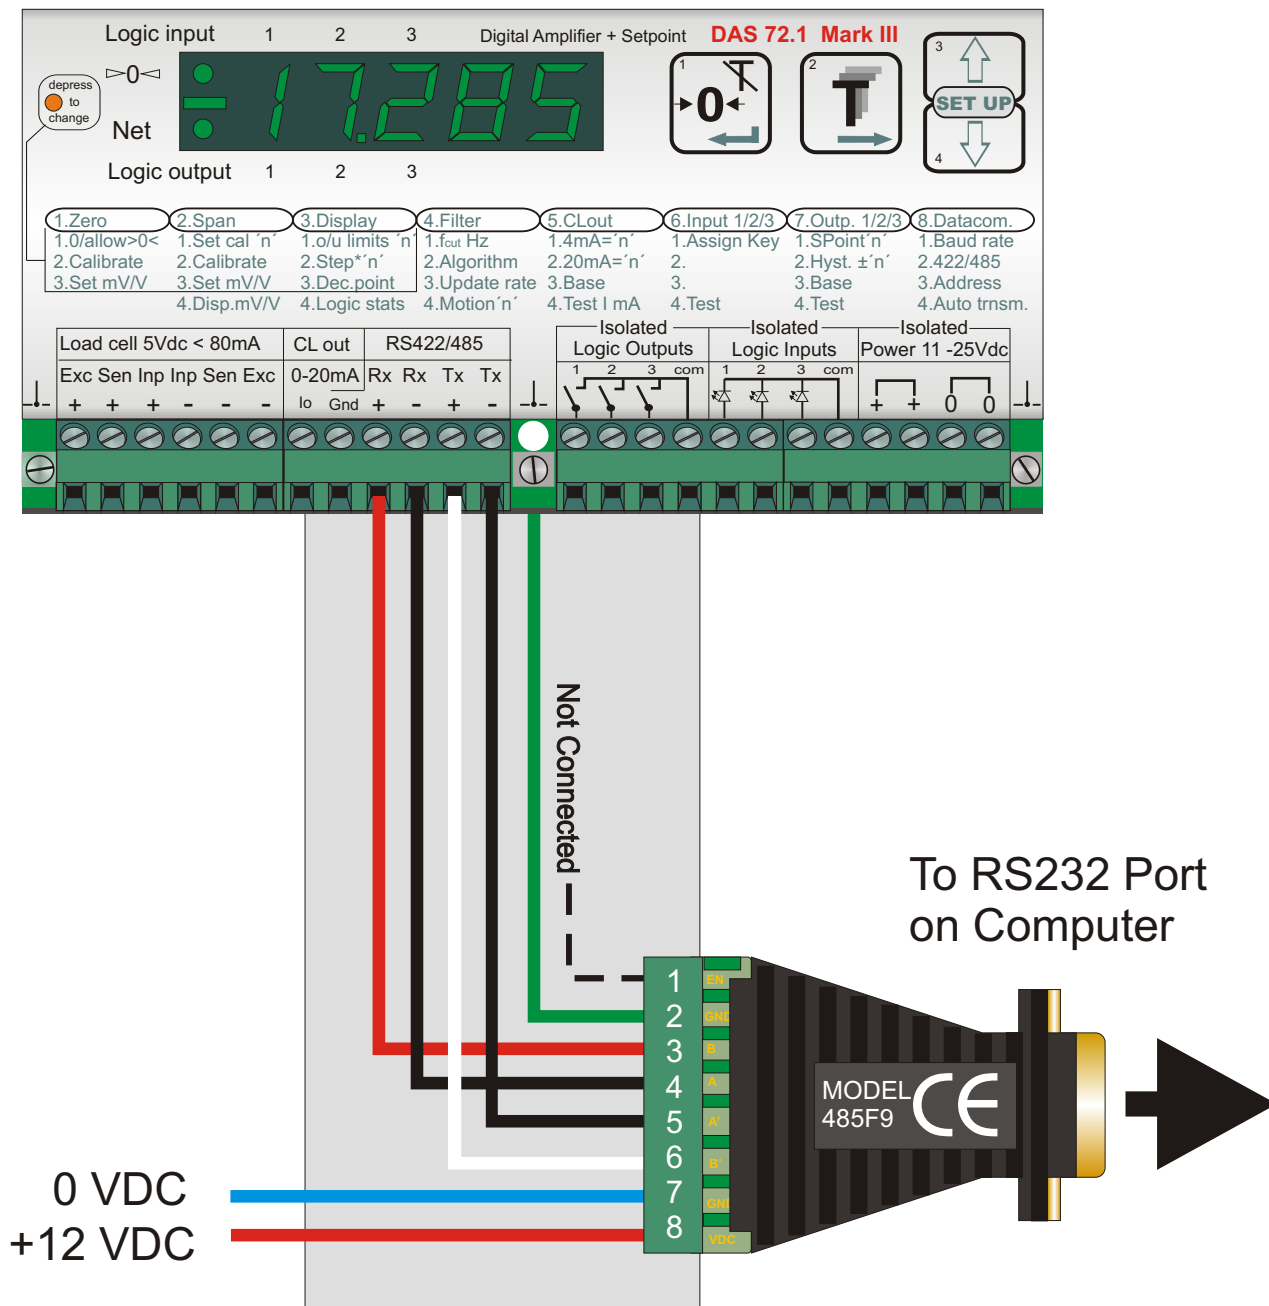 Logic input 1 2 3 Digital Amplifier + Setpoint DAS 72.1 Mark III
depress
to
change
0
Net
17.285
Logic output 1 2 3
1
0
T
2
T
3
SET UP
4
1.Zero 2.Span 3.Display 4.Filter 5.CLout 6.Input 1/2/3 7.Outp. 1/2/3 8.Datacom.
1.0/allow>0< 1.Set cal ´n´ 1.o/u limits ´n´ 1.fcut Hz 1.4mA=´n´ 1.Assign Key 1.SPoint´n´ 1.Baud rate
2.Calibrate 2.Calibrate 2.Step*´n´ 2.Algorithm 2.20mA=´n´ 2. 2.Hyst. ±´n´ 2.422/485
3.Set mV/V 3.Set mV/V 3.Dec.point 3.Update rate 3.Base 3. 3.Base 3.Address
4.Disp.mV/V 4.Logic stats 4.Motion´n´ 4.Test I mA 4.Test 4.Test 4.Auto trnsm.
Load cell 5Vdc < 80mA CL out RS422/485
Exc Sen Inp Inp Sen Exc 0-20mA Rx Rx Tx Tx
+ + + - - - Io Gnd + - + -
Isolated
Logic Outputs
1 2 3 com
Isolated
Logic Inputs
1 2 3 com
Isolated
Power 11 -25Vdc
+ + 0 0
Not Connected
To RS232 Port
on Computer
1 EN
2 GND
3 B
4 A
5 A'
6 B'
7 GND
8 VDC
MODEL
485F9
CE
0 VDC
+12 VDC